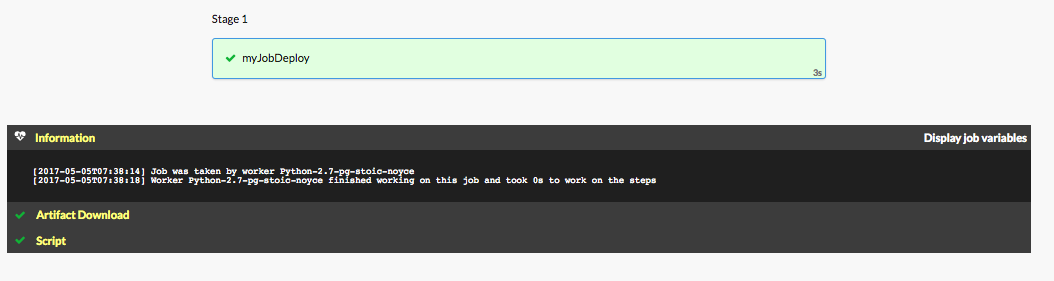 Stage 1
myJobDeploy
3s
Information
Display job variables
[2017-05-05T07:38:14] Job was taken by worker Python-2.7-pg-stoic-noyce
[2017-05-05T07:38:18] Worker Python-2.7-pg-stoic-noyce finished working on this job and took 0s to work on the steps
Artifact Download
Script